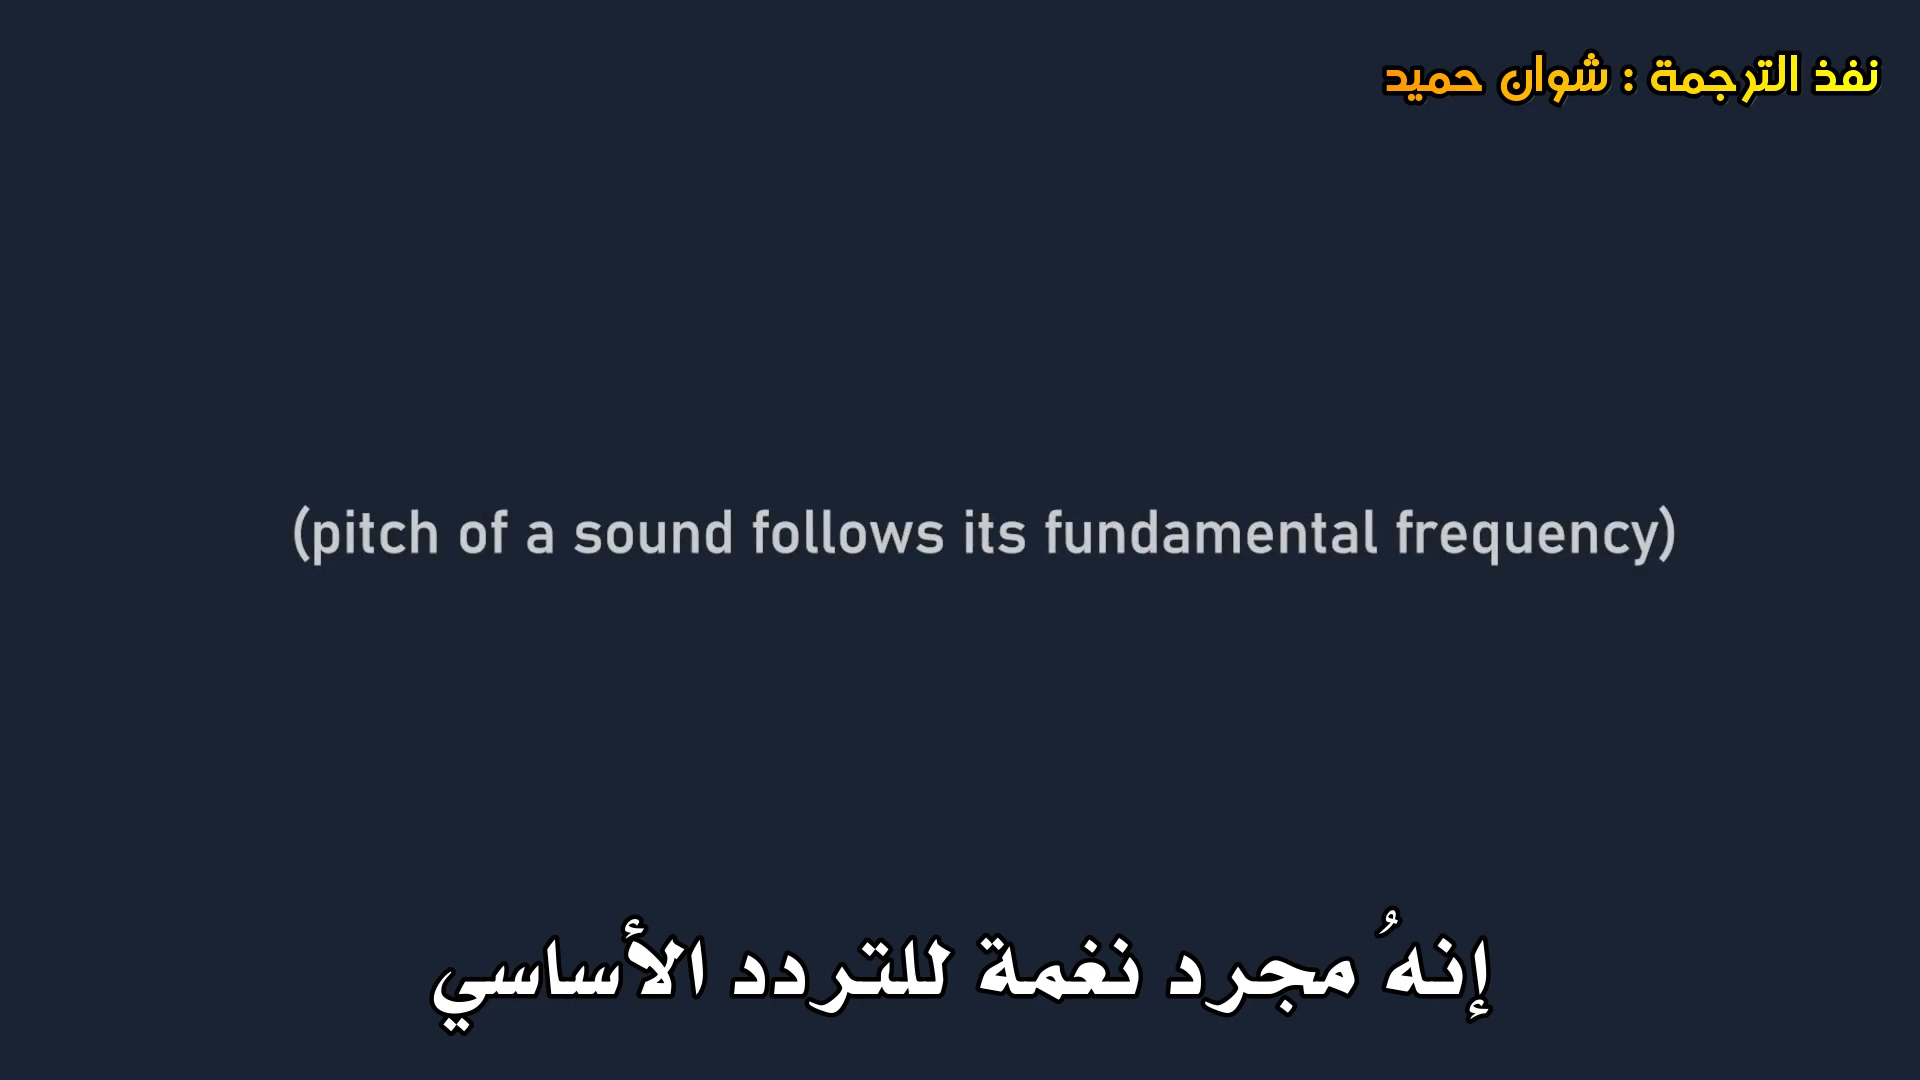 نفذ الترجمة : شوان حميد
(pitch of a sound follows its fundamental frequency)
إنهُ مجرد نغمة للتردد الأساسي